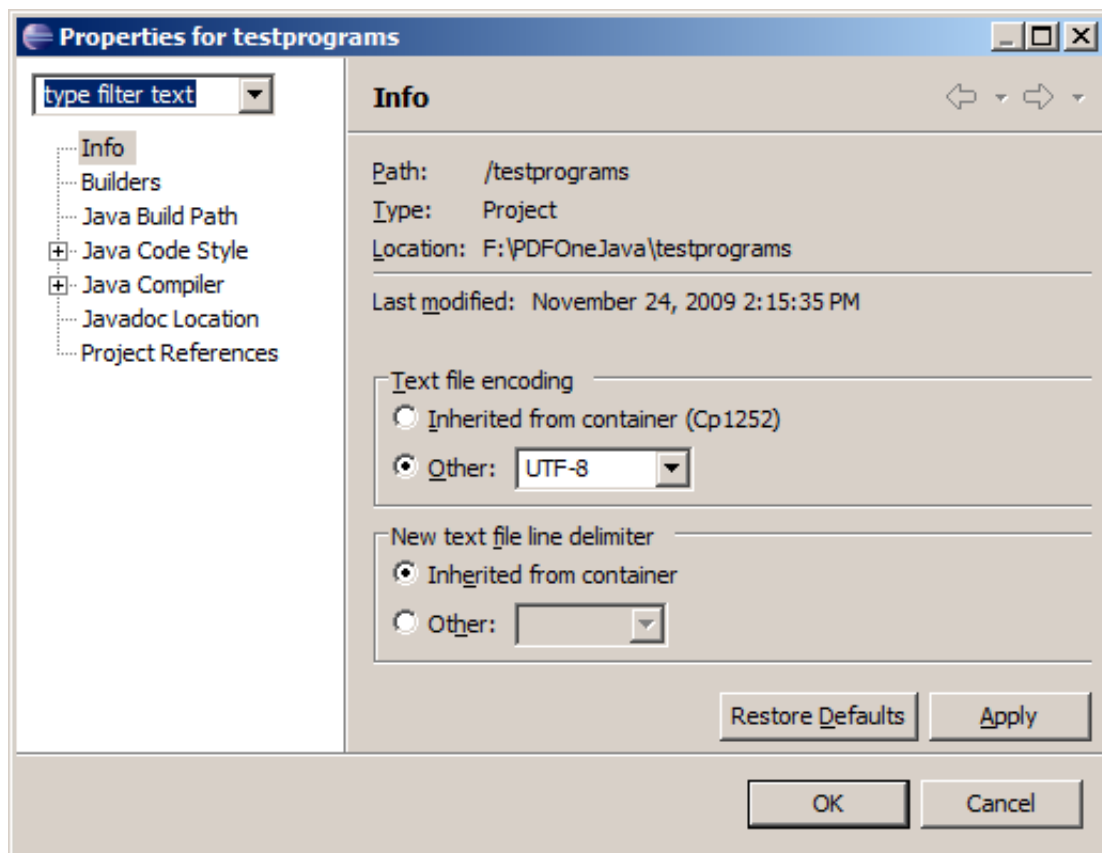 Properties for testprograms
type filter text
Info
Builders
Java Build Path
Java Code Style
Java Compiler
Javadoc Location
Project References
Info
Path: /testprograms
Type: Project
Location: F:\PDFOneJava\testprograms
Last modified: November 24, 2009 2:15:35 PM
Text file encoding
Inherited from container (Cp1252)
Other: UTF-8
New text file line delimiter
Inherited from container
Other:
Restore Defaults Apply
OK Cancel